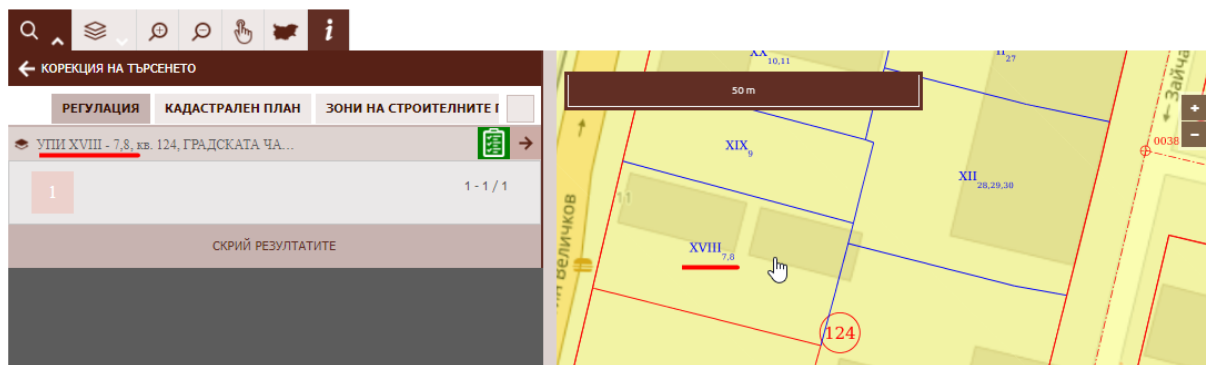 i
КОРЕКЦИЯ НА ТЪРСЕНЕТО
РЕГУЛАЦИЯ КАДАСТРАЛЕН ПЛАН ЗОНИ НА СТРОИТЕЛНИТЕ
УПИ XVIII - 7,8, кв. 124, ГРАДСКАТА ЧА...
1
1 - 1 / 1
СКРИЙ РЕЗУЛТАТИТЕ
XX 10,11
II 27
50 m
← Зайча
+
−
0038
XIX 9
XII 28,29,30
11
Величков
XVIII 7,8
124